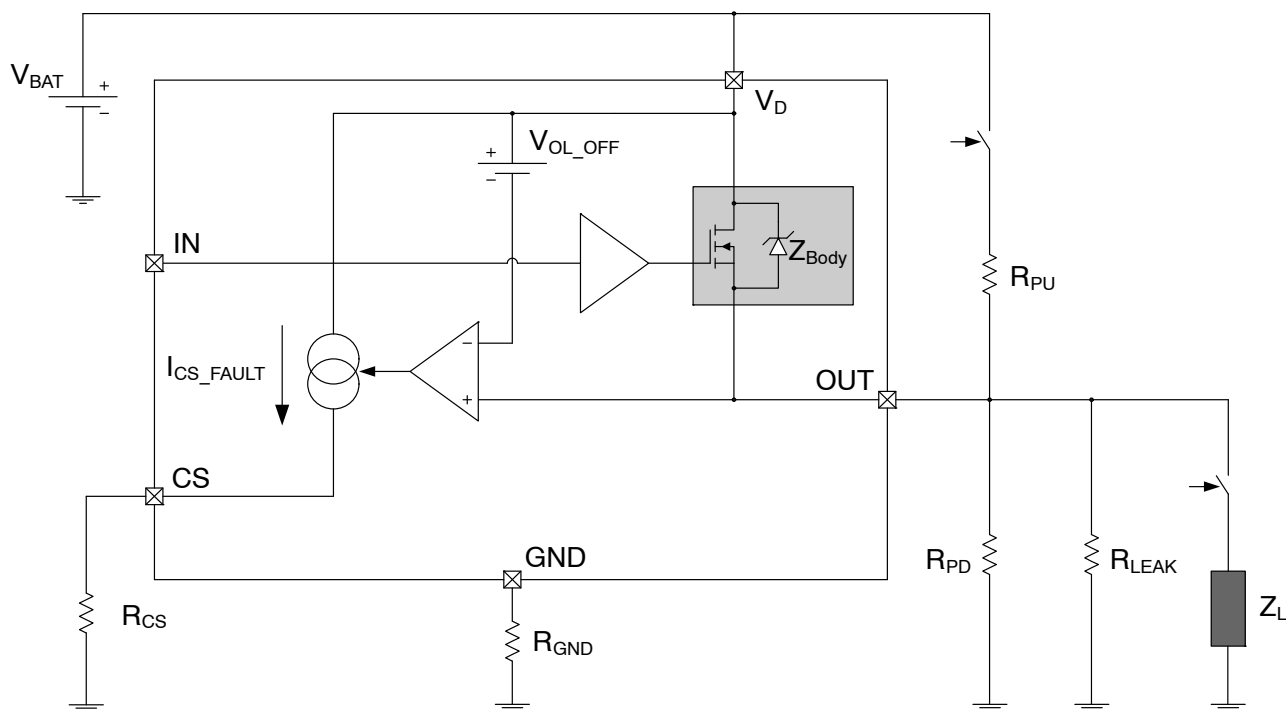 V_BAT
+
−
V_D
V_OL_OFF
+
−
IN
Z_Body
R_PU
I_CS_FAULT
−
+
OUT
CS
GND
R_CS
R_GND
R_PD
R_LEAK
Z_L